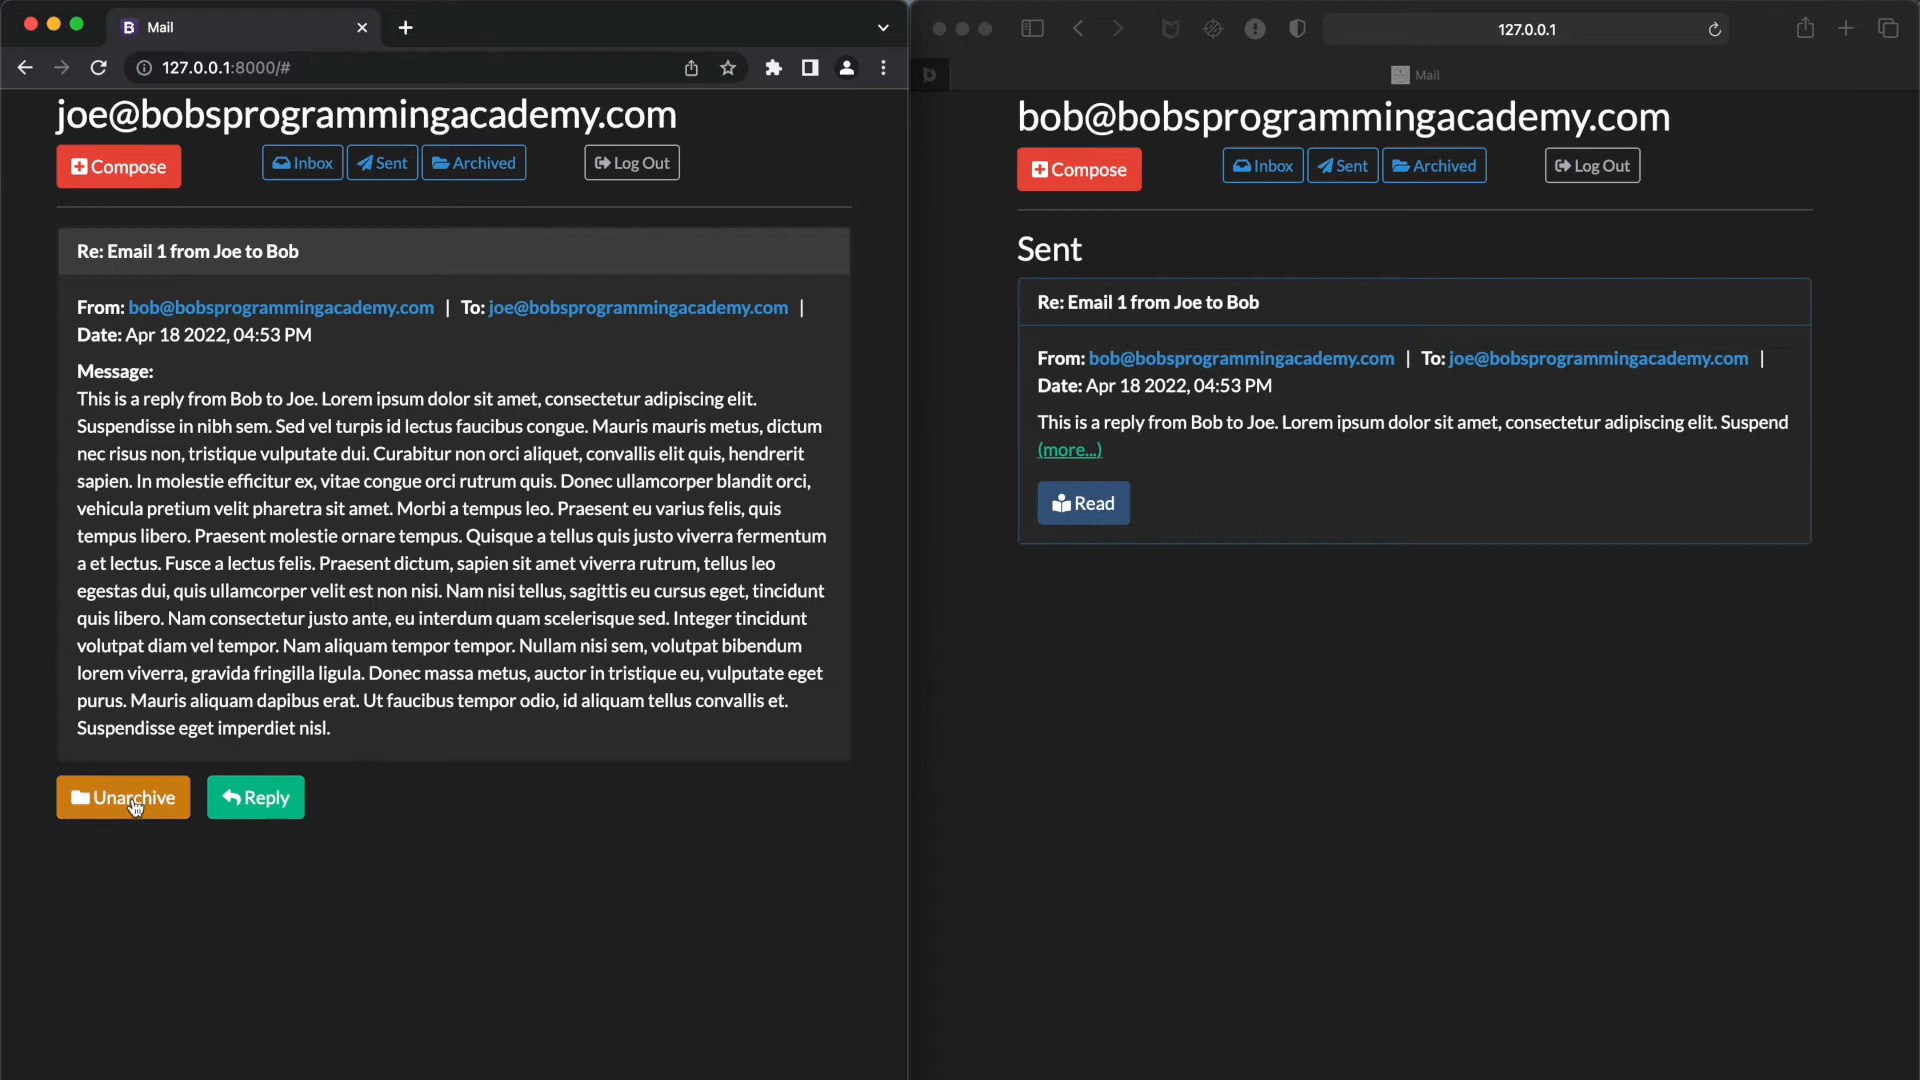 Mail
127.0.0.1:8000/#
joe@bobsprogrammingacademy.com
Compose
Inbox
Sent
Archived
Log Out
Re: Email 1 from Joe to Bob
From: bob@bobsprogrammingacademy.com | To: joe@bobsprogrammingacademy.com |
Date: Apr 18 2022, 04:53 PM
Message:
This is a reply from Bob to Joe. Lorem ipsum dolor sit amet, consectetur adipiscing elit.
Suspendisse in nibh sem. Sed vel turpis id lectus faucibus congue. Mauris mauris metus, dictum
nec risus non, tristique vulputate dui. Curabitur non orci aliquet, convallis elit quis, hendrerit
sapien. In molestie efficitur ex, vitae congue orci rutrum quis. Donec ullamcorper blandit orci,
vehicula pretium velit pharetra sit amet. Morbi a tempus leo. Praesent eu varius felis, quis
tempus libero. Praesent molestie ornare tempus. Quisque a tellus quis justo viverra fermentum
a et lectus. Fusce a lectus felis. Praesent dictum, sapien sit amet viverra rutrum, tellus leo
egestas dui, quis ullamcorper velit est non nisi. Nam nisi tellus, sagittis eu cursus eget, tincidunt
quis libero. Nam consectetur justo ante, eu interdum quam scelerisque sed. Integer tincidunt
volutpat diam vel tempor. Nam aliquam tempor tempor. Nullam nisi sem, volutpat bibendum
lorem viverra, gravida fringilla ligula. Donec massa metus, auctor in tristique eu, vulputate eget
purus. Mauris aliquam dapibus erat. Ut faucibus tempor odio, id aliquam tellus convallis et.
Suspendisse eget imperdiet nisl.
Unarchive
Reply
127.0.0.1
Mail
bob@bobsprogrammingacademy.com
Compose
Inbox
Sent
Archived
Log Out
Sent
Re: Email 1 from Joe to Bob
From: bob@bobsprogrammingacademy.com | To: joe@bobsprogrammingacademy.com |
Date: Apr 18 2022, 04:53 PM
This is a reply from Bob to Joe. Lorem ipsum dolor sit amet, consectetur adipiscing elit. Suspend
(more...)
Read